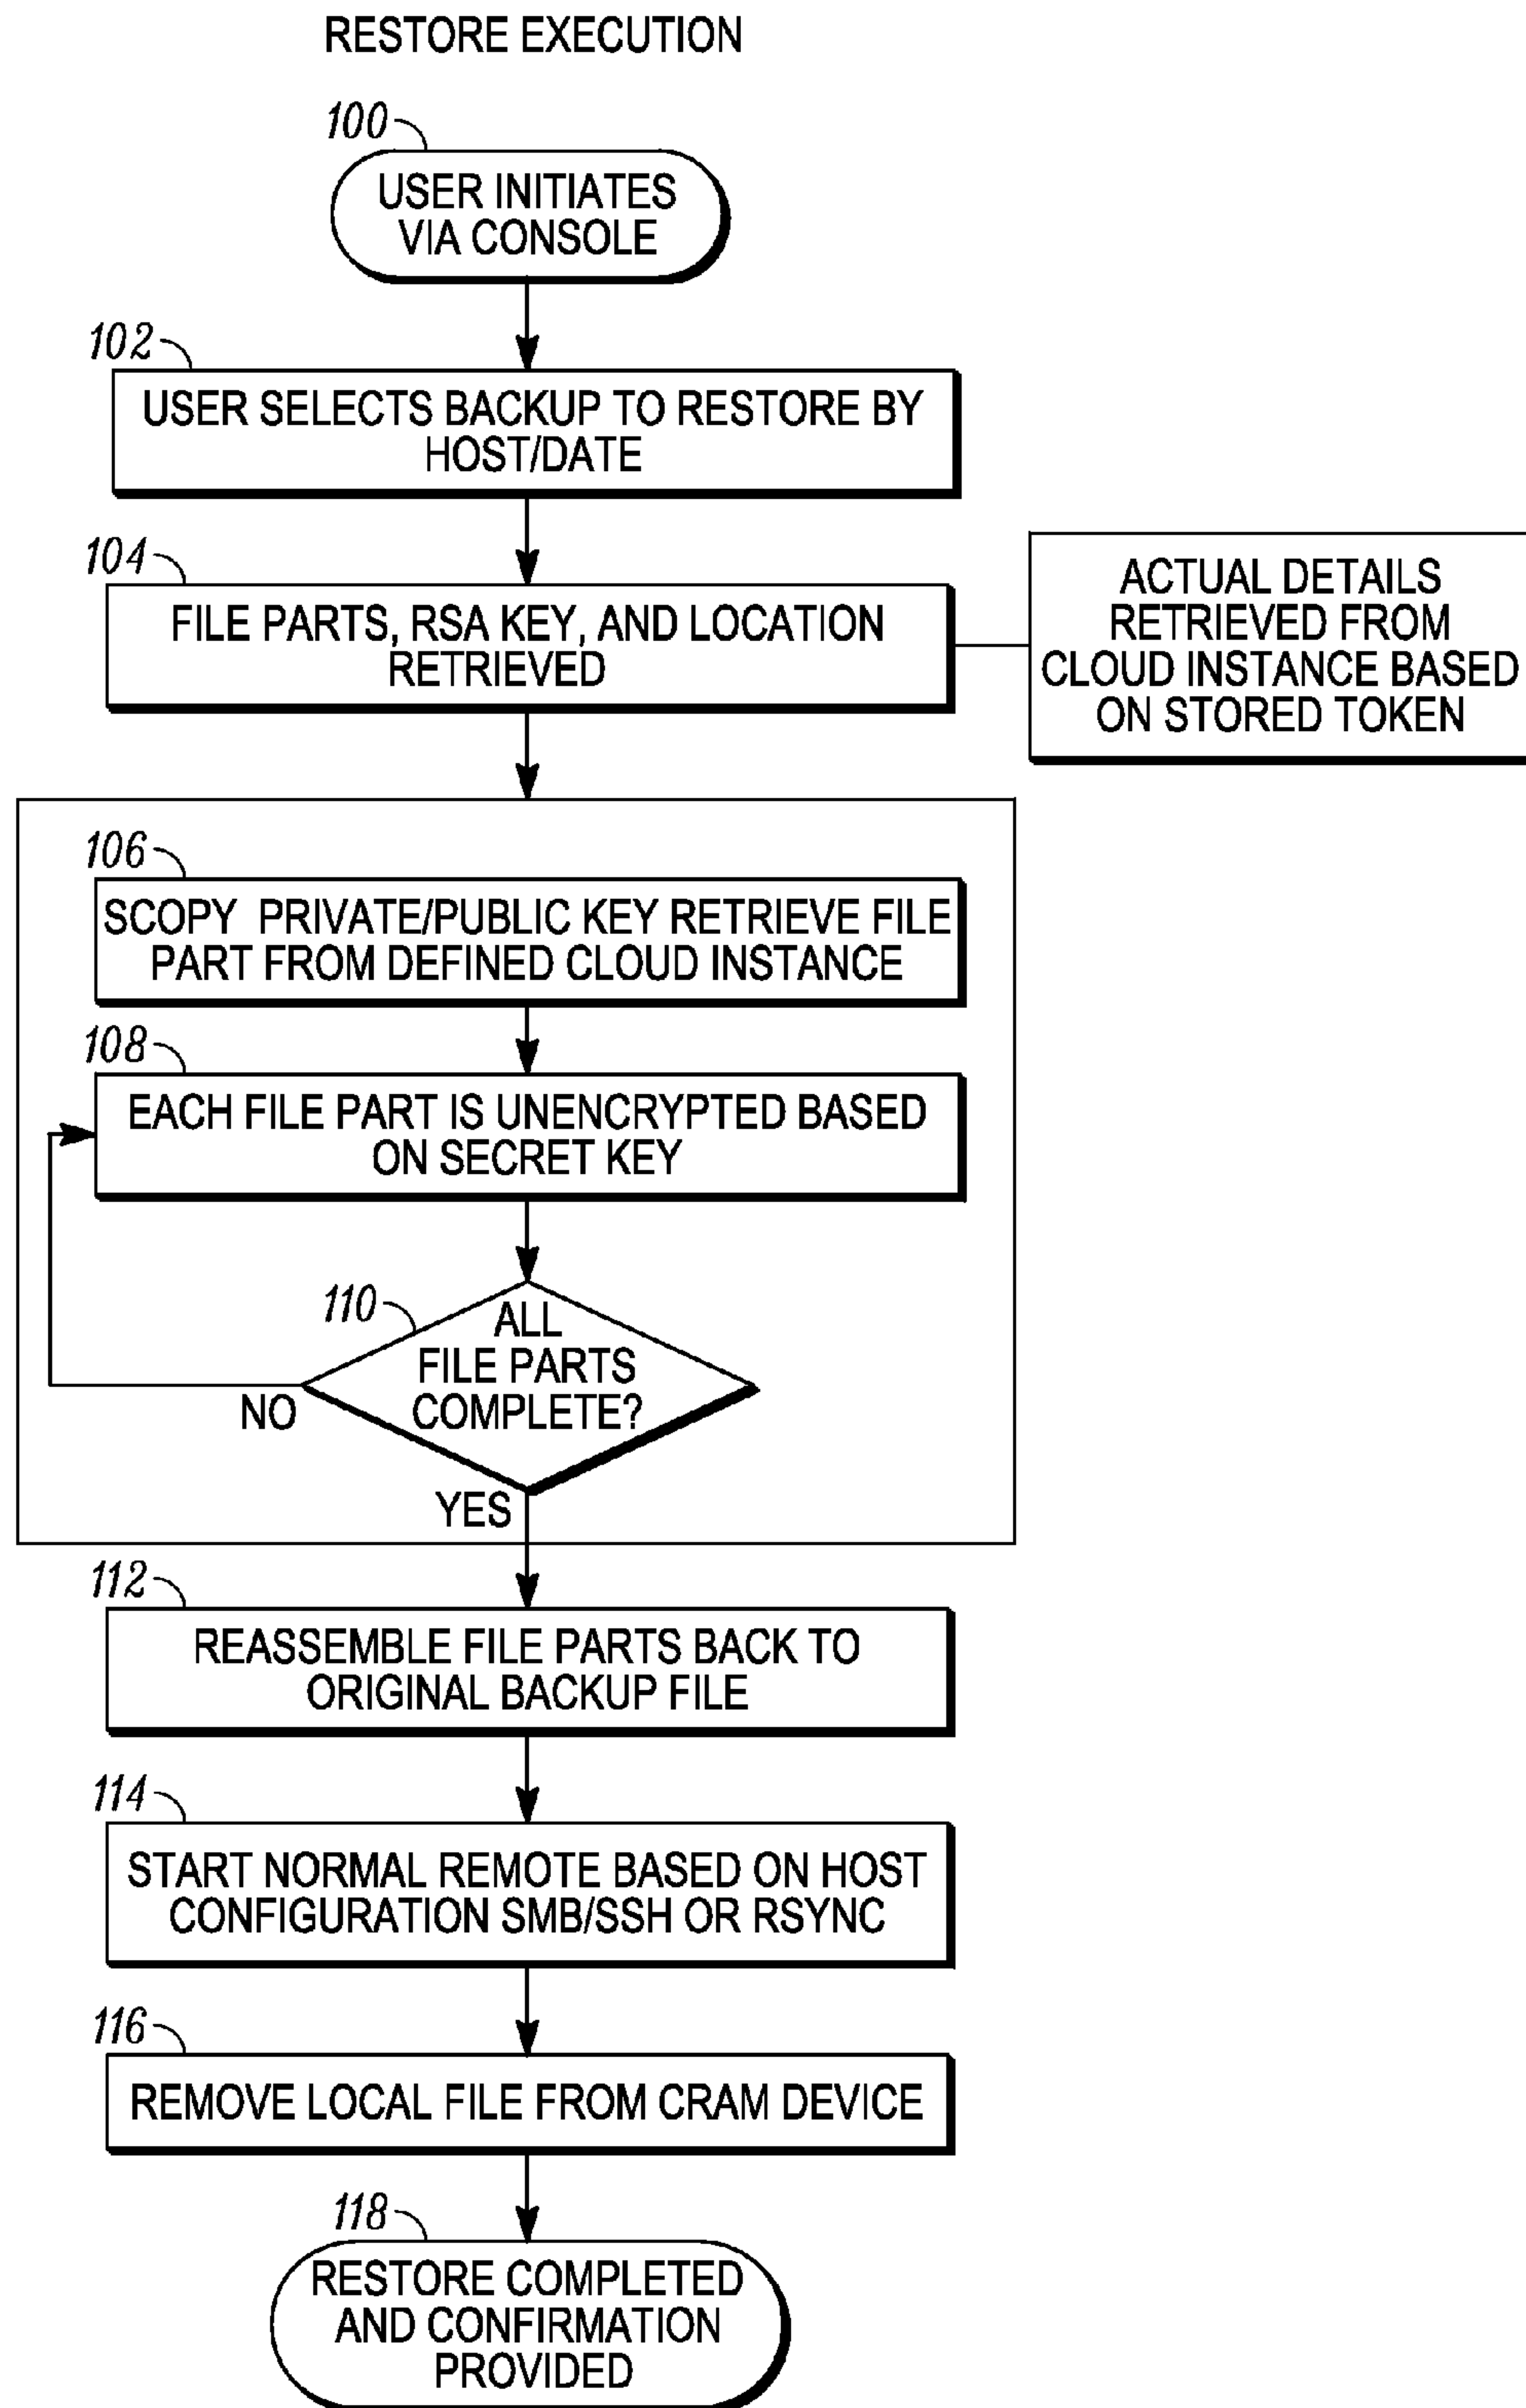 RESTORE EXECUTION
100
USER INITIATES
VIA CONSOLE
102
USER SELECTS BACKUP TO RESTORE BY
HOST/DATE
104
FILE PARTS, RSA KEY, AND LOCATION
RETRIEVED
ACTUAL DETAILS
RETRIEVED FROM
CLOUD INSTANCE BASED
ON STORED TOKEN
106
SCOPY PRIVATE/PUBLIC KEY RETRIEVE FILE
PART FROM DEFINED CLOUD INSTANCE
108
EACH FILE PART IS UNENCRYPTED BASED
ON SECRET KEY
110
ALL
FILE PARTS
COMPLETE?
NO
YES
112
REASSEMBLE FILE PARTS BACK TO
ORIGINAL BACKUP FILE
114
START NORMAL REMOTE BASED ON HOST
CONFIGURATION SMB/SSH OR RSYNC
116
REMOVE LOCAL FILE FROM CRAM DEVICE
118
RESTORE COMPLETED
AND CONFIRMATION
PROVIDED